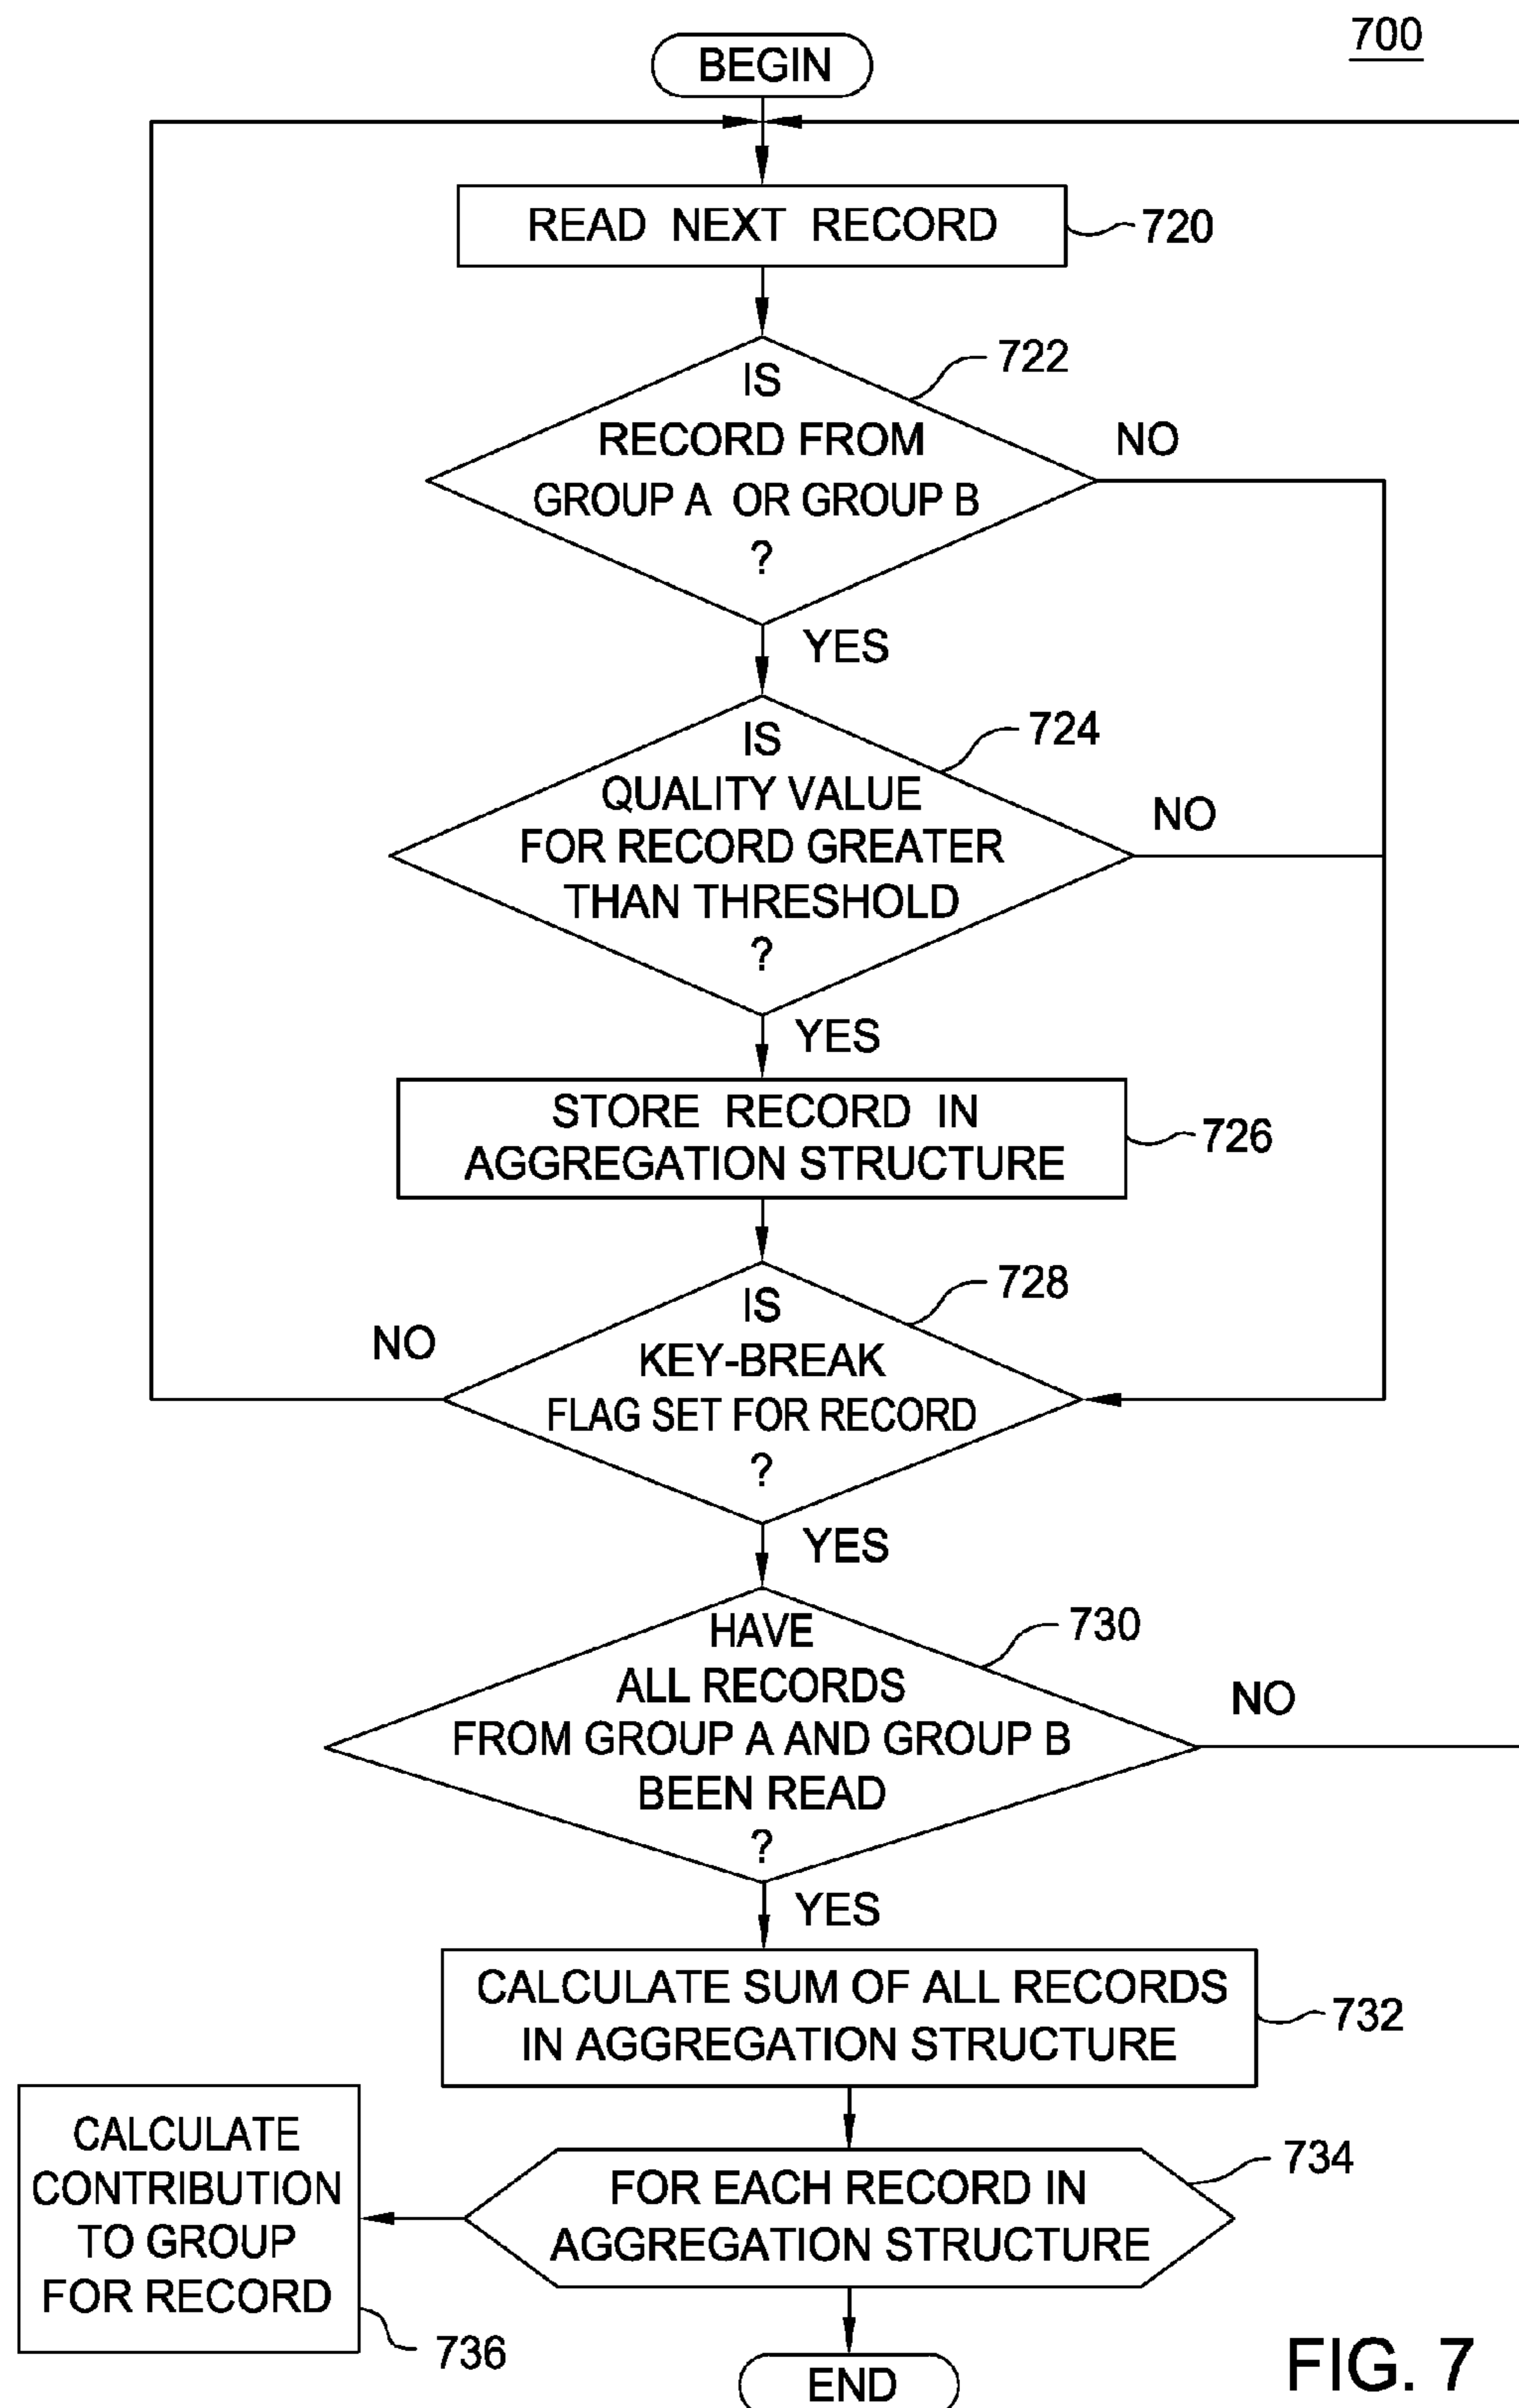 700
BEGIN
READ NEXT RECORD
720
722
IS
RECORD FROM
GROUP A OR GROUP B
?
NO
YES
724
IS
QUALITY VALUE
FOR RECORD GREATER
THAN THRESHOLD
?
NO
YES
STORE RECORD IN
AGGREGATION STRUCTURE
726
728
IS
KEY-BREAK
FLAG SET FOR RECORD
?
NO
YES
730
HAVE
ALL RECORDS
FROM GROUP A AND GROUP B
BEEN READ
?
NO
YES
CALCULATE SUM OF ALL RECORDS
IN AGGREGATION STRUCTURE
732
734
FOR EACH RECORD IN
AGGREGATION STRUCTURE
CALCULATE
CONTRIBUTION
TO GROUP
FOR RECORD
736
END
FIG. 7